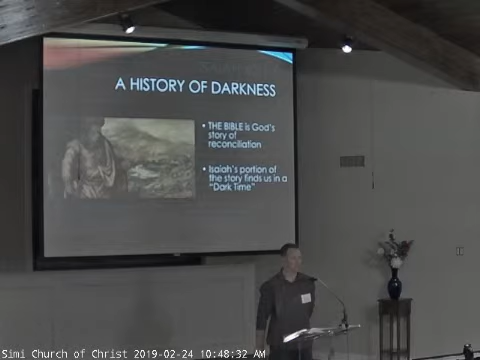 A HISTORY OF DARKNESS
• THE BIBLE is God's
story of
reconciliation
• Isaiah's portion of
the story finds us in a
"Dark Time"
Simi Church of Christ 2019-02-24 10:48:32 AM